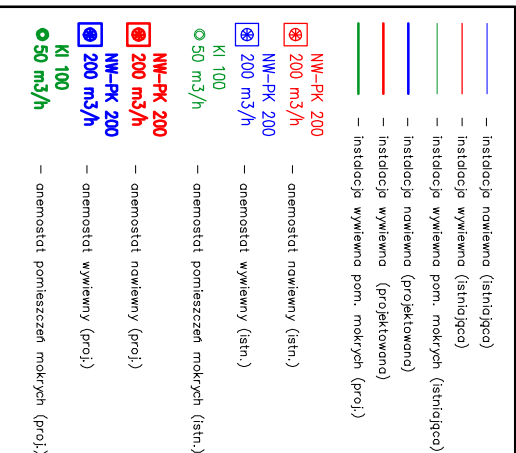 – instalacja nawiewna (istniejąca)
– instalacja wywiewna (istniejąca)
– instalacja wywiewna pom. mokrych (istniejąca)
– instalacja nawiewna (projektowana)
– instalacja wywiewna (projektowana)
– instalacja wywiewna pom. mokrych (proj.)
NW–PK 200
200 m3/h – anemostat nawiewny (istn.)
NW–PK 200
200 m3/h – anemostat wywiewny (istn.)
KI 100
50 m3/h – anemostat pomieszczeń mokrych (istn.)
NW–PK 200
200 m3/h – anemostat nawiewny (proj.)
NW–PK 200
200 m3/h – anemostat wywiewny (proj.)
KI 100
50 m3/h – anemostat pomieszczeń mokrych (proj.)